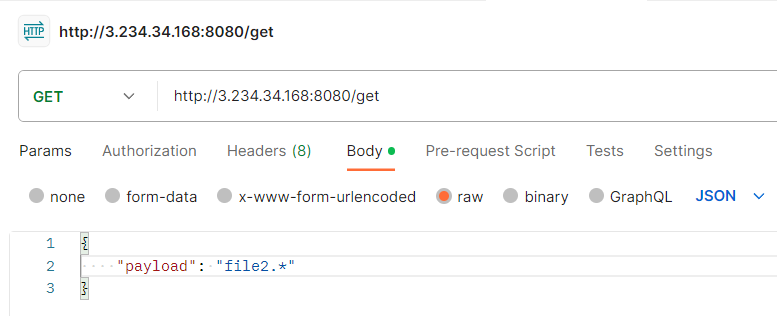 HTTP http://3.234.34.168:8080/get
GET http://3.234.34.168:8080/get
Params Authorization Headers (8) Body Pre-request Script Tests Settings
none form-data x-www-form-urlencoded raw binary GraphQL JSON
1 {
2 "payload": "file2.*"
3 }